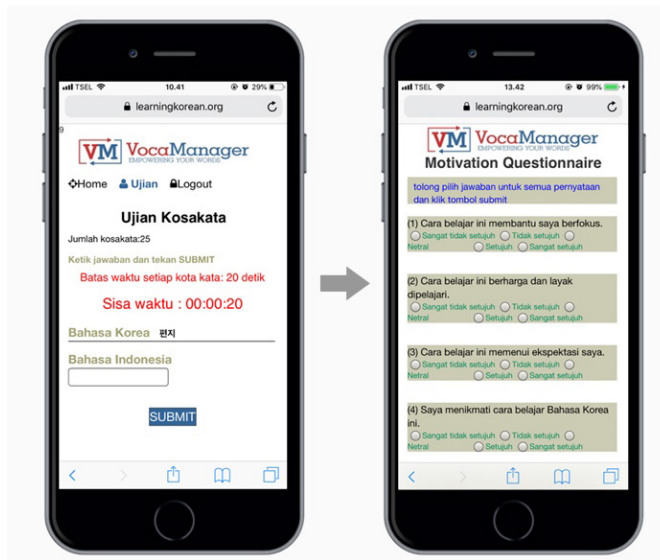 TSEL 10.41 29%
learningkorean.org
9
VM VocaManager
EMPOWERING YOUR WORDS
Home Ujian Logout
Ujian Kosakata
Jumlah kosakata:25
Ketik jawaban dan tekan SUBMIT
Batas waktu setiap kota kata: 20 detik
Sisa waktu : 00:00:20
Bahasa Korea 편지
Bahasa Indonesia
SUBMIT
TSEL 13.42 99%
learningkorean.org
VM VocaManager
EMPOWERING YOUR WORDS
Motivation Questionnaire
tolong pilih jawaban untuk semua pernyataan
dan klik tombol submit
(1) Cara belajar ini membantu saya berfokus.
Sangat tidak setujuh Tidak setujuh
Netral Setujuh Sangat setujuh
(2) Cara belajar ini berharga dan layak
dipelajari.
Sangat tidak setujuh Tidak setujuh
Netral Setujuh Sangat setujuh
(3) Cara belajar ini memenui ekspektasi saya.
Sangat tidak setujuh Tidak setujuh
Netral Setujuh Sangat setujuh
(4) Saya menikmati cara belajar Bahasa Korea
ini.
Sangat tidak setujuh Tidak setujuh
Netral Setujuh Sangat setujuh